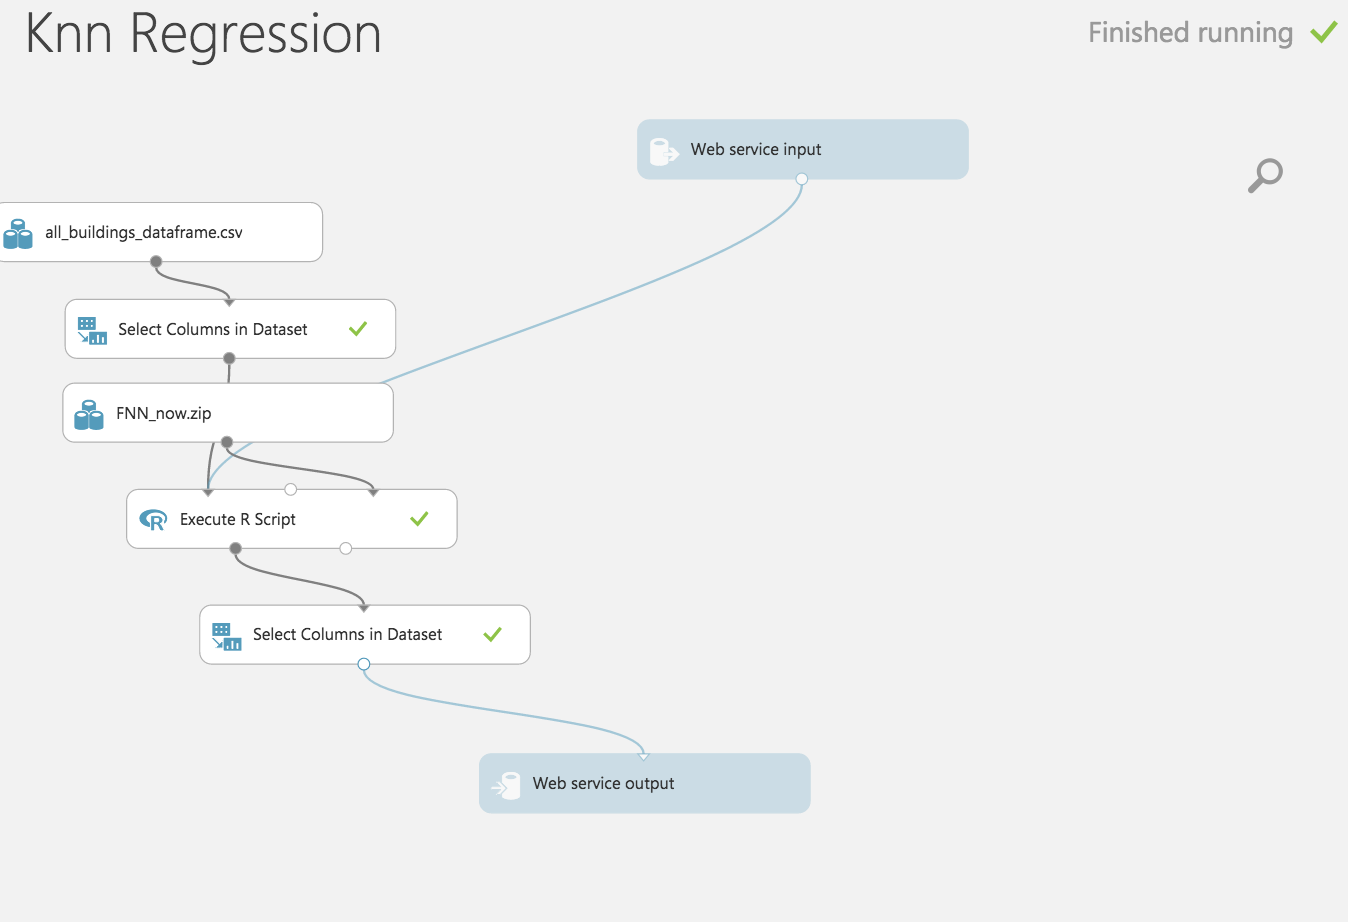 Knn Regression
Finished running
Web service input
all_buildings_dataframe.csv
Select Columns in Dataset
FNN_now.zip
Execute R Script
Select Columns in Dataset
Web service output